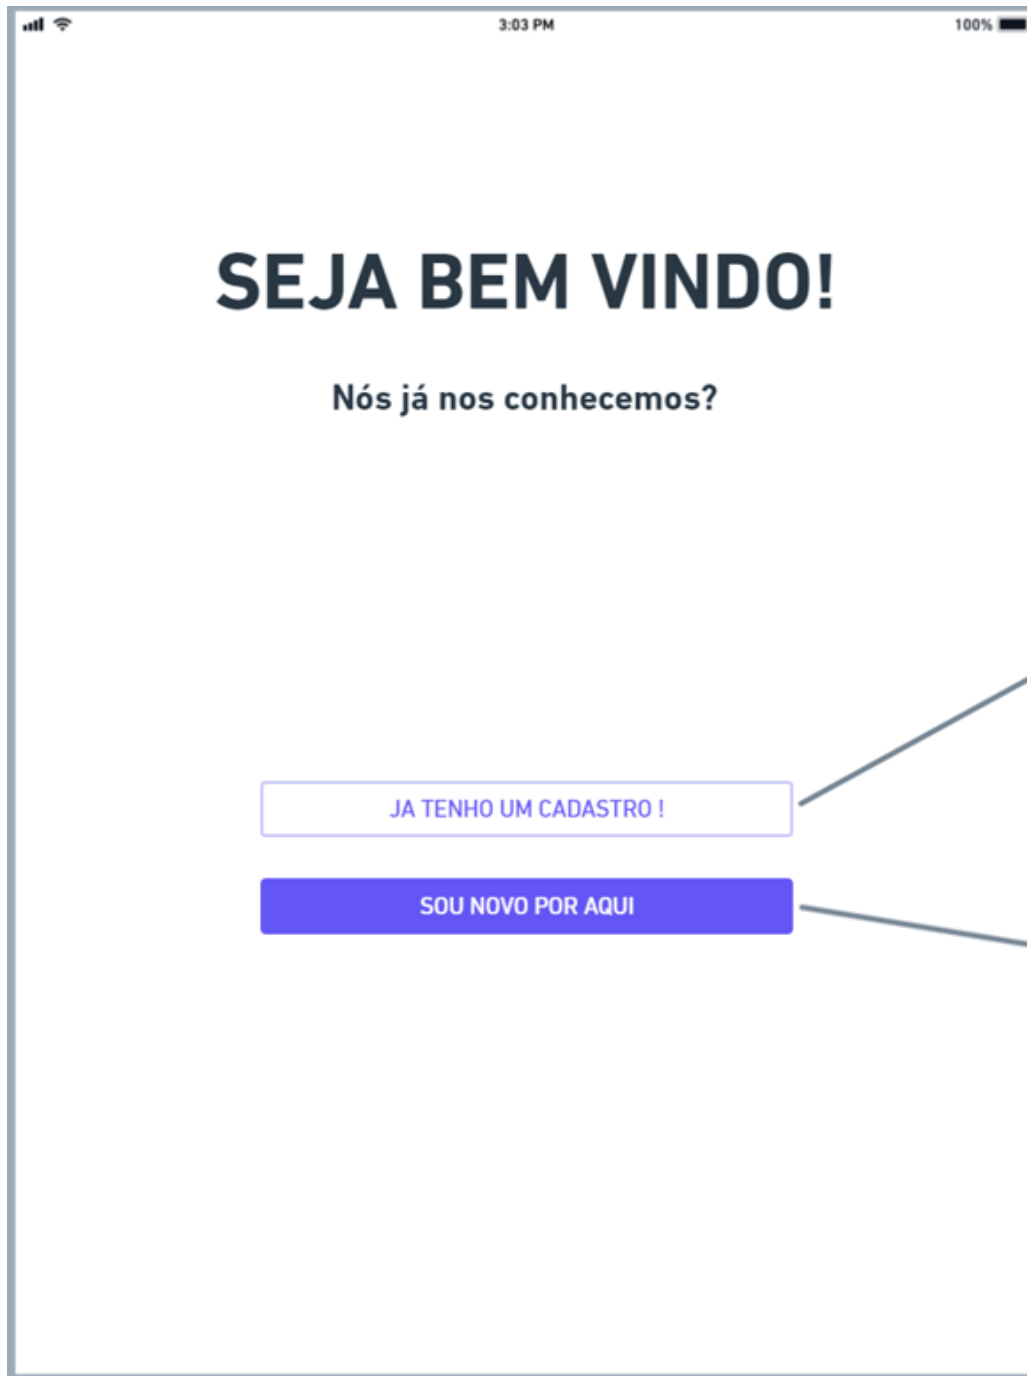 3:03 PM
100%
SEJA BEM VINDO!
Nós já nos conhecemos?
JA TENHO UM CADASTRO !
SOU NOVO POR AQUI